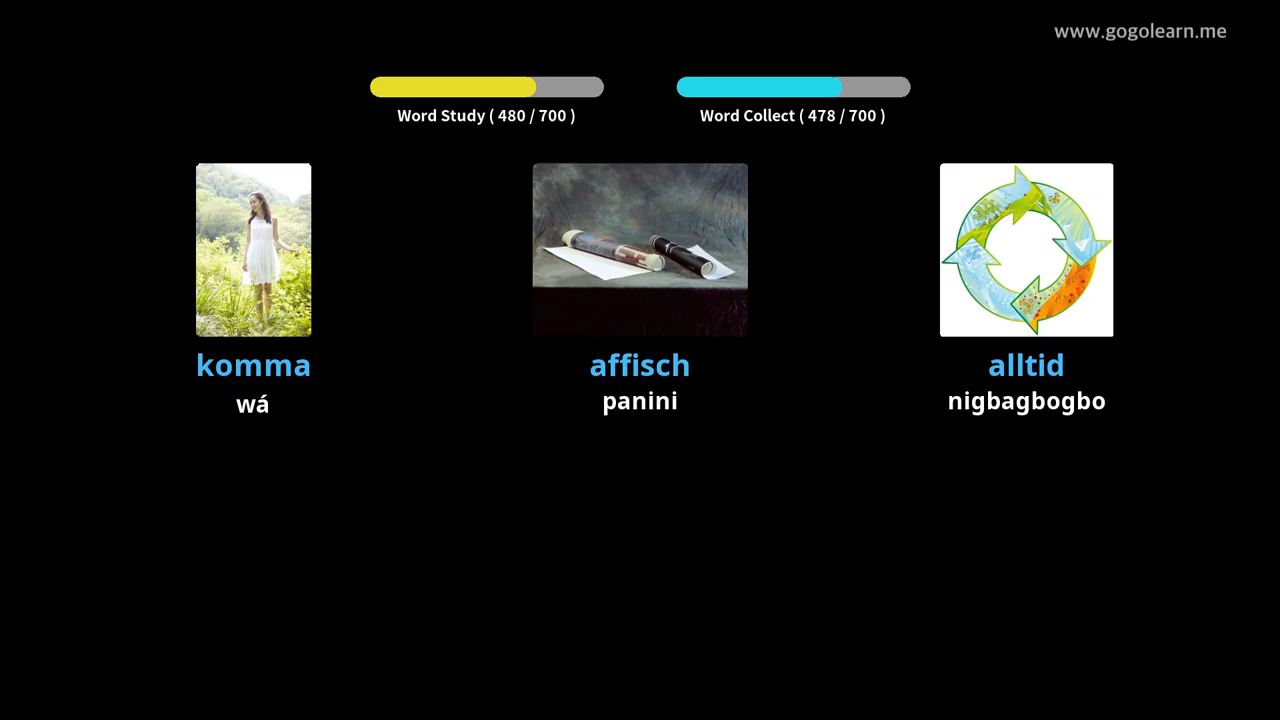 www.gogolearn.me
Word Study ( 480 / 700 )
Word Collect ( 478 / 700 )
komma
affisch
alltid
wá
panini
nigbagbogbo